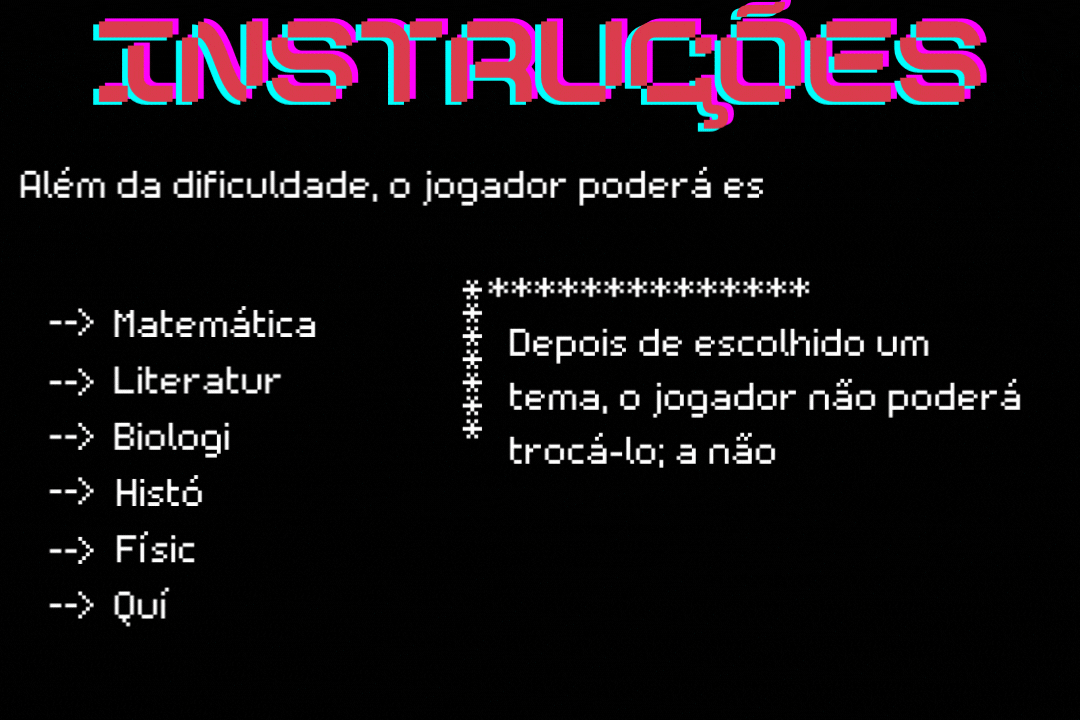 INSTRUÇÕES
Além da dificuldade, o jogador poderá es
--> Matemática
--> Literatur
--> Biologi
--> Histó
--> Físic
--> Quí
***************
Depois de escolhido um
tema, o jogador não poderá
trocá-lo; a não